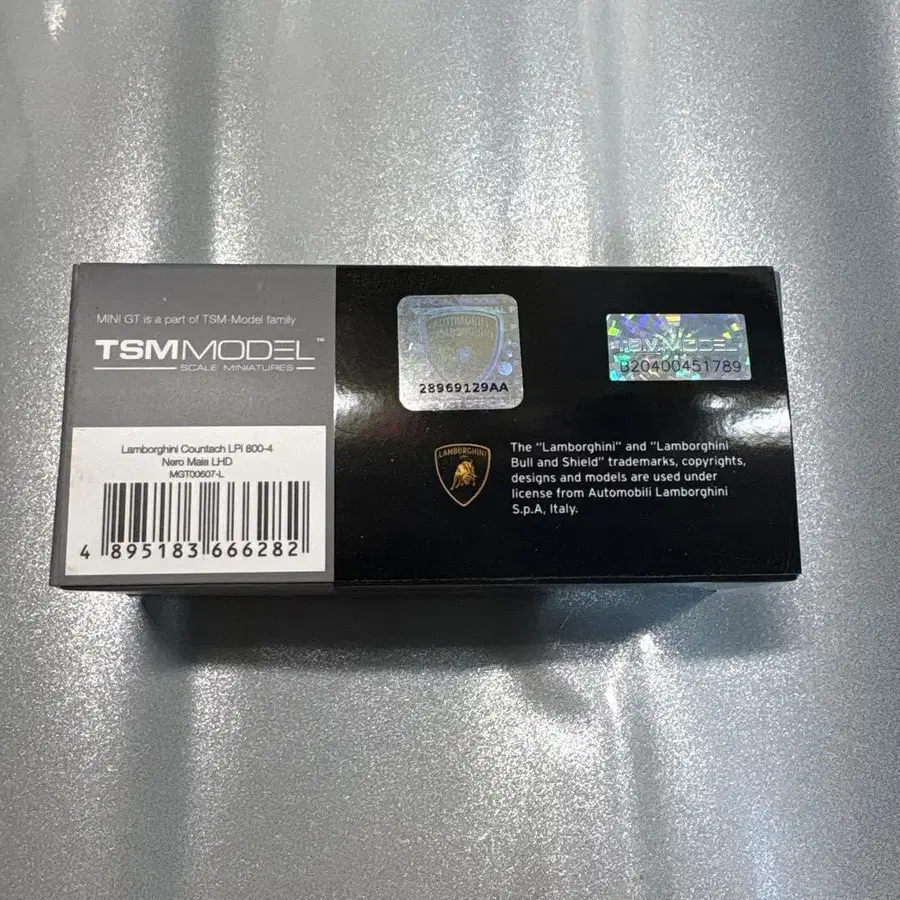 MINI GT is a part of TSM-Model family
TSMMODEL™
SCALE MINIATURES
Lamborghini Countach LPI 800-4
Nero Maia LHD
MGT00607-L
4 895183 666282
28969129AA
TSMMODEL
B20400451789
LAMBORGHINI
The "Lamborghini" and "Lamborghini
Bull and Shield" trademarks, copyrights,
designs and models are used under
license from Automobili Lamborghini
S.p.A, Italy.